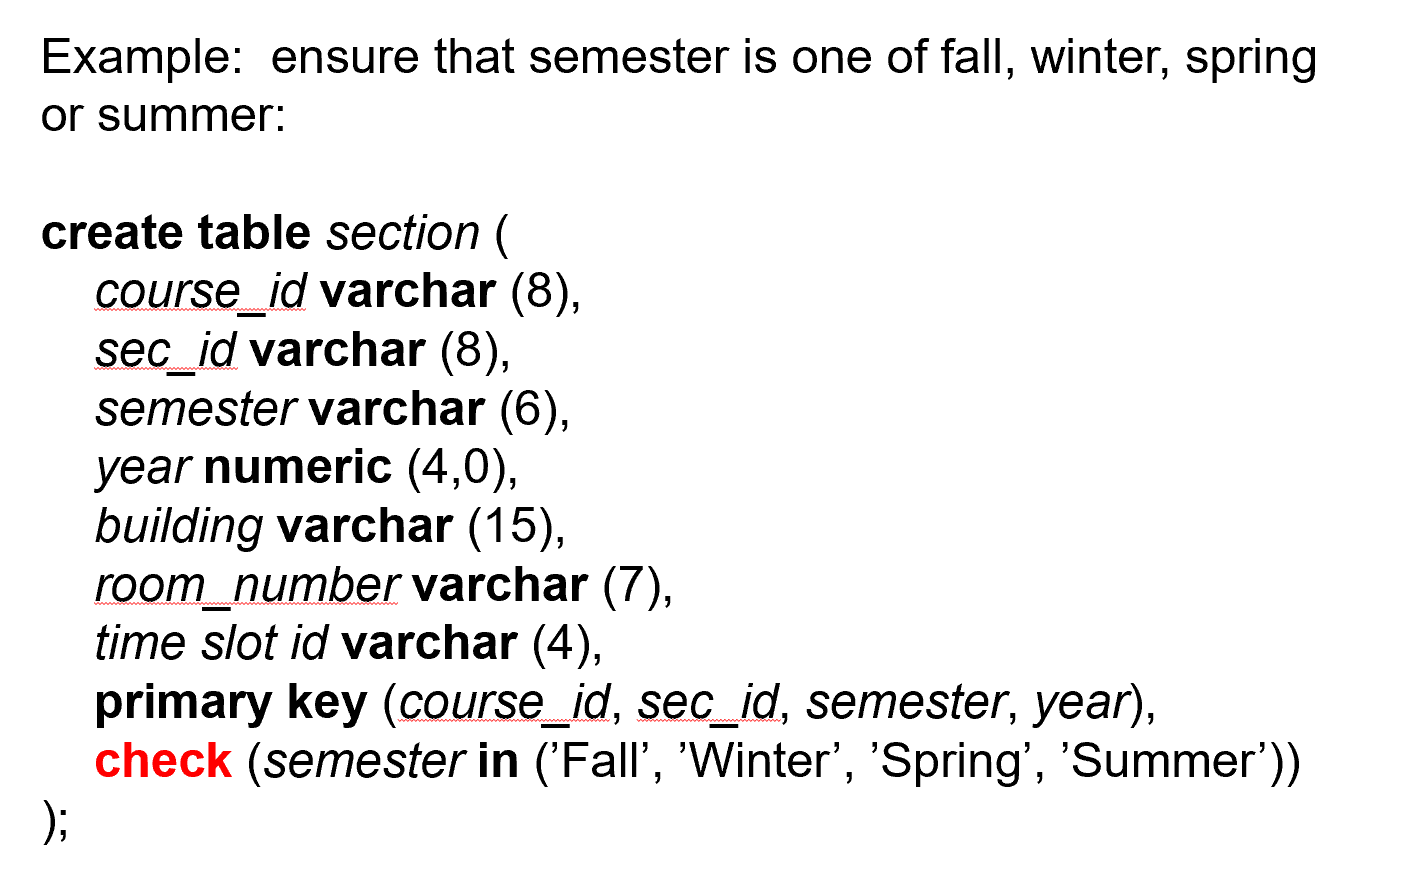 Example:  ensure that semester is one of fall, winter, spring
or summer:
create table section (
course_id varchar (8),
sec_id varchar (8),
semester varchar (6),
year numeric (4,0),
building varchar (15),
room_number varchar (7),
time slot id varchar (4),
primary key (course_id, sec_id, semester, year),
check (semester in (’Fall’, ’Winter’, ’Spring’, ’Summer’))
);